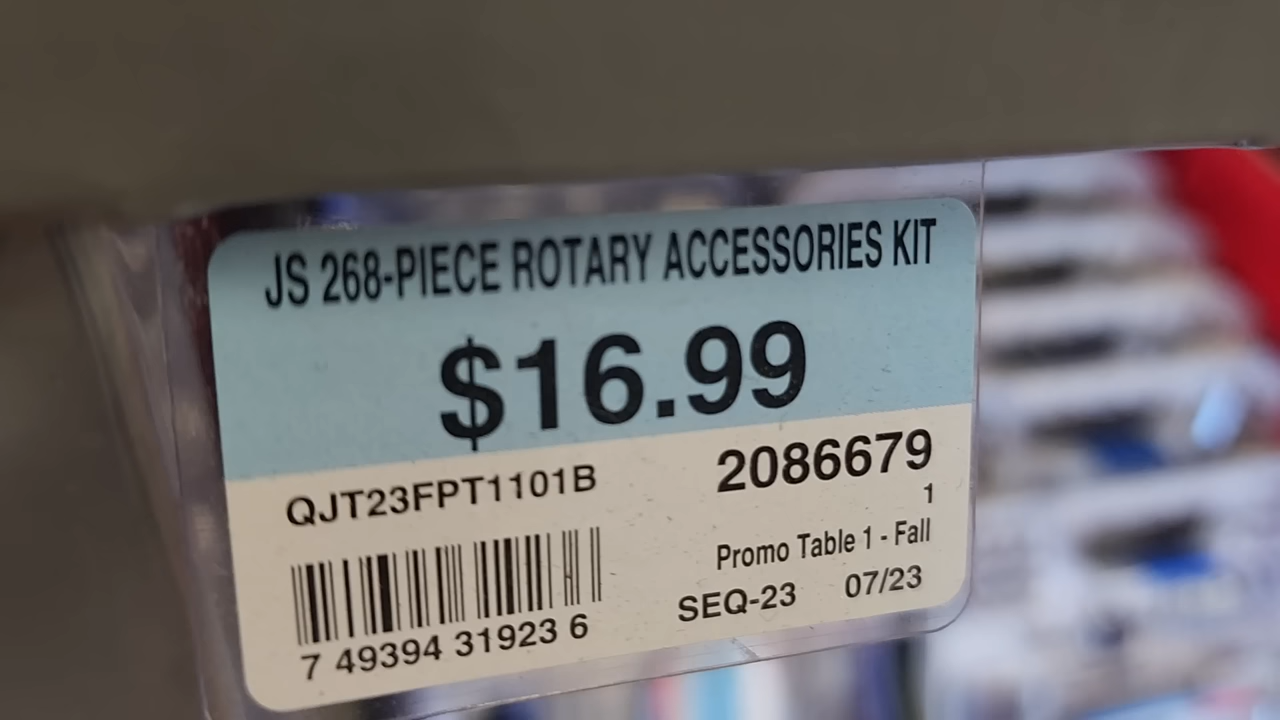 JS 268-PIECE ROTARY ACCESSORIES KIT
$16.99
QJT23FPT1101B
2086679
1
Promo Table 1 - Fall
SEQ-23 07/23
7 49394 31923 6